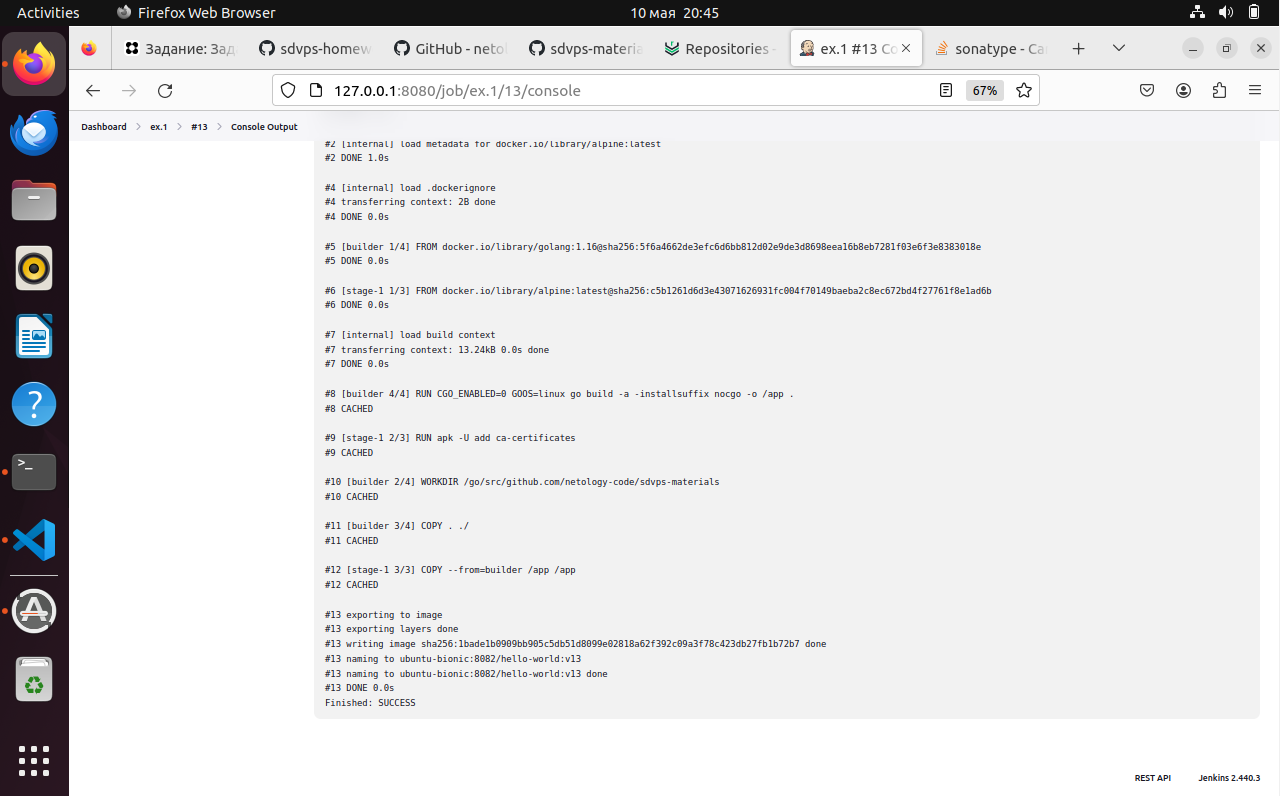 Activities
Firefox Web Browser
10 мая 20:45
Задание: Зад
sdvps-homew
GitHub - netol
sdvps-materia
Repositories -
ex.1 #13 Co
sonatype - Ca
127.0.0.1:8080/job/ex.1/13/console
67%
Dashboard
ex.1
#13
Console Output
#2 [internal] load metadata for docker.io/library/alpine:latest
#2 DONE 1.0s
#4 [internal] load .dockerignore
#4 transferring context: 2B done
#4 DONE 0.0s
#5 [builder 1/4] FROM docker.io/library/golang:1.16@sha256:5f6a4662de3efc6d6bb812d02e9de3d8698eea16b8eb7281f03e6f3e8383018e
#5 DONE 0.0s
#6 [stage-1 1/3] FROM docker.io/library/alpine:latest@sha256:c5b1261d6d3e43071626931fc004f70149baeba2c8ec672bd4f27761f8e1ad6b
#6 DONE 0.0s
#7 [internal] load build context
#7 transferring context: 13.24kB 0.0s done
#7 DONE 0.0s
#8 [builder 4/4] RUN CGO_ENABLED=0 GOOS=linux go build -a -installsuffix nocgo -o /app .
#8 CACHED
#9 [stage-1 2/3] RUN apk -U add ca-certificates
#9 CACHED
#10 [builder 2/4] WORKDIR /go/src/github.com/netology-code/sdvps-materials
#10 CACHED
#11 [builder 3/4] COPY . ./
#11 CACHED
#12 [stage-1 3/3] COPY --from=builder /app /app
#12 CACHED
#13 exporting to image
#13 exporting layers done
#13 writing image sha256:1bade1b0909bb905c5db51d8099e02818a62f392c09a3f78c423db27fb1b72b7 done
#13 naming to ubuntu-bionic:8082/hello-world:v13
#13 naming to ubuntu-bionic:8082/hello-world:v13 done
#13 DONE 0.0s
Finished: SUCCESS
REST API
Jenkins 2.440.3